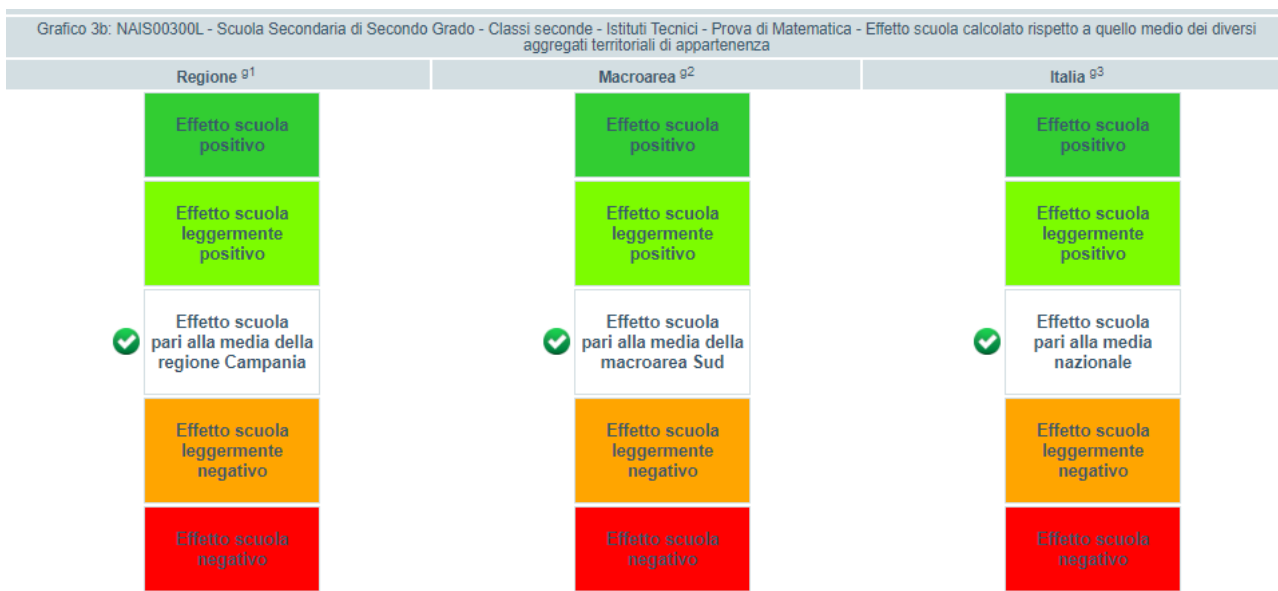 Grafico 3b: NAIS00300L - Scuola Secondaria di Secondo Grado - Classi seconde - Istituti Tecnici - Prova di Matematica - Effetto scuola calcolato rispetto a quello medio dei diversi
aggregati territoriali di appartenenza
Regione g1
Macroarea g2
Italia g3
Effetto scuola
positivo
Effetto scuola
positivo
Effetto scuola
positivo
Effetto scuola
leggermente
positivo
Effetto scuola
leggermente
positivo
Effetto scuola
leggermente
positivo
Effetto scuola
pari alla media della
regione Campania
Effetto scuola
pari alla media della
macroarea Sud
Effetto scuola
pari alla media
nazionale
Effetto scuola
leggermente
negativo
Effetto scuola
leggermente
negativo
Effetto scuola
leggermente
negativo
Effetto scuola
negativo
Effetto scuola
negativo
Effetto scuola
negativo